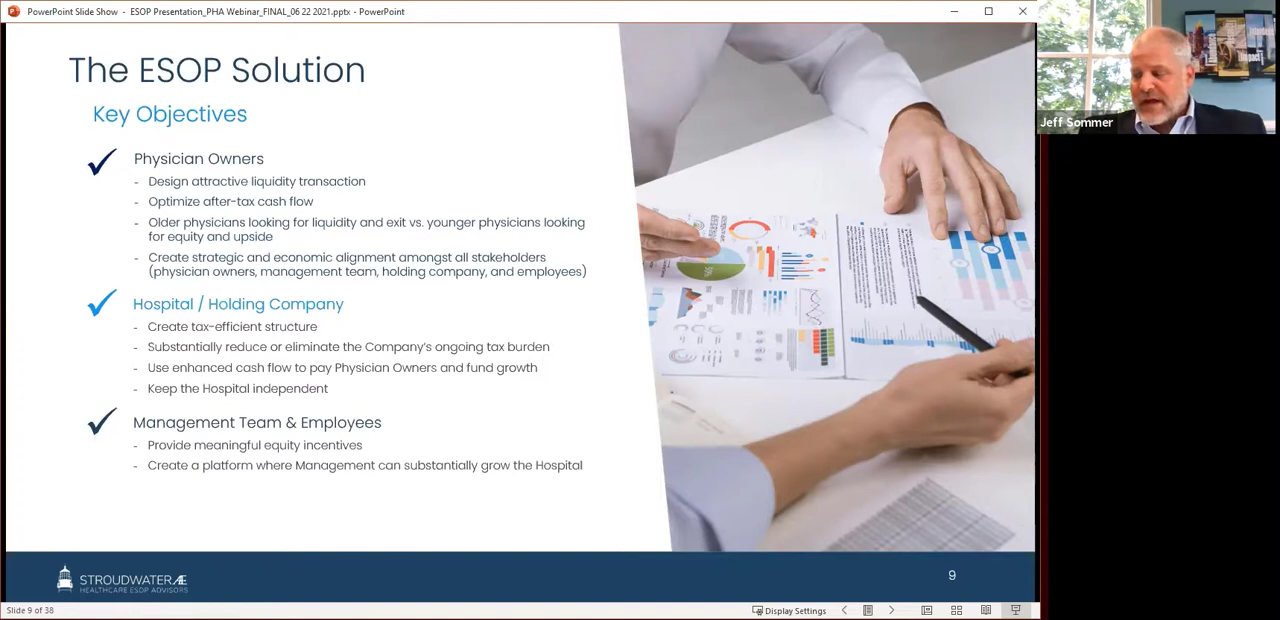 PowerPoint Slide Show - ESOP Presentation_PHA Webinar_FINAL_06 22 2021.pptx - PowerPoint
The ESOP Solution
Key Objectives
Physician Owners
- Design attractive liquidity transaction
- Optimize after-tax cash flow
- Older physicians looking for liquidity and exit vs. younger physicians looking
for equity and upside
- Create strategic and economic alignment amongst all stakeholders
(physician owners, management team, holding company, and employees)
Hospital / Holding Company
- Create tax-efficient structure
- Substantially reduce or eliminate the Company's ongoing tax burden
- Use enhanced cash flow to pay Physician Owners and fund growth
- Keep the Hospital independent
Management Team & Employees
- Provide meaningful equity incentives
- Create a platform where Management can substantially grow the Hospital
STROUDWATER Æ
HEALTHCARE ESOP ADVISORS
9
Slide 9 of 38
Display Settings
Jeff Sommer